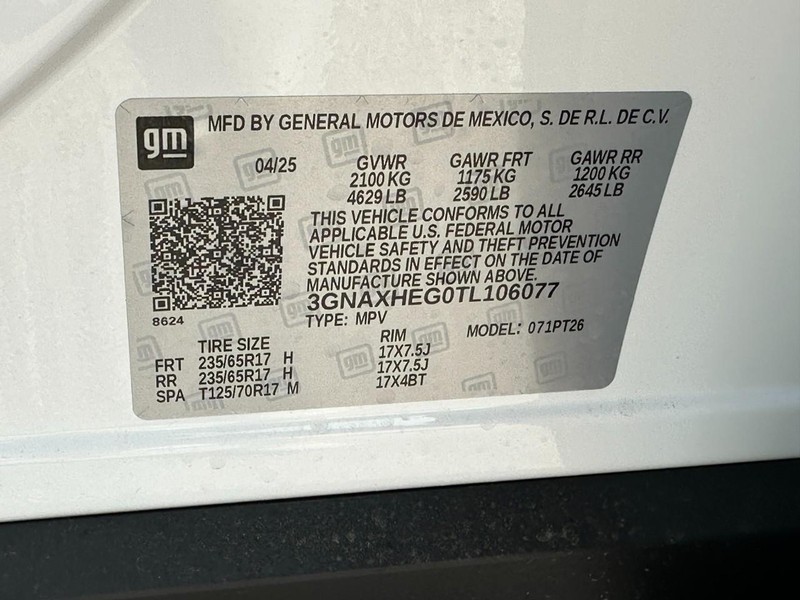 gm MFD BY GENERAL MOTORS DE MEXICO, S. DE R.L. DE C.V.
04/25 GVWR GAWR FRT GAWR RR
2100 KG 1175 KG 1200 KG
4629 LB 2590 LB 2645 LB
THIS VEHICLE CONFORMS TO ALL
APPLICABLE U.S. FEDERAL MOTOR
VEHICLE SAFETY AND THEFT PREVENTION
STANDARDS IN EFFECT ON THE DATE OF
MANUFACTURE SHOWN ABOVE.
3GNAXHEG0TL106077
8624 TYPE: MPV MODEL: 071PT26
TIRE SIZE RIM
FRT 235/65R17 H 17X7.5J
RR 235/65R17 H 17X7.5J
SPA T125/70R17 M 17X4BT